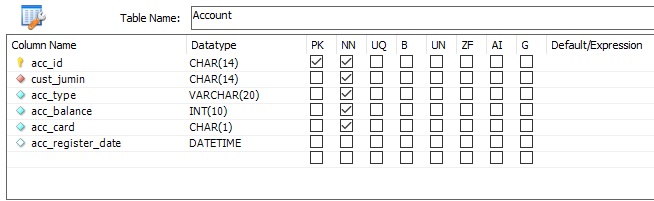 Table Name: Account
Column Name Datatype PK NN UQ B UN ZF AI G Default/Expression
acc_id CHAR(14)
cust_jumin CHAR(14)
acc_type VARCHAR(20)
acc_balance INT(10)
acc_card CHAR(1)
acc_register_date DATETIME